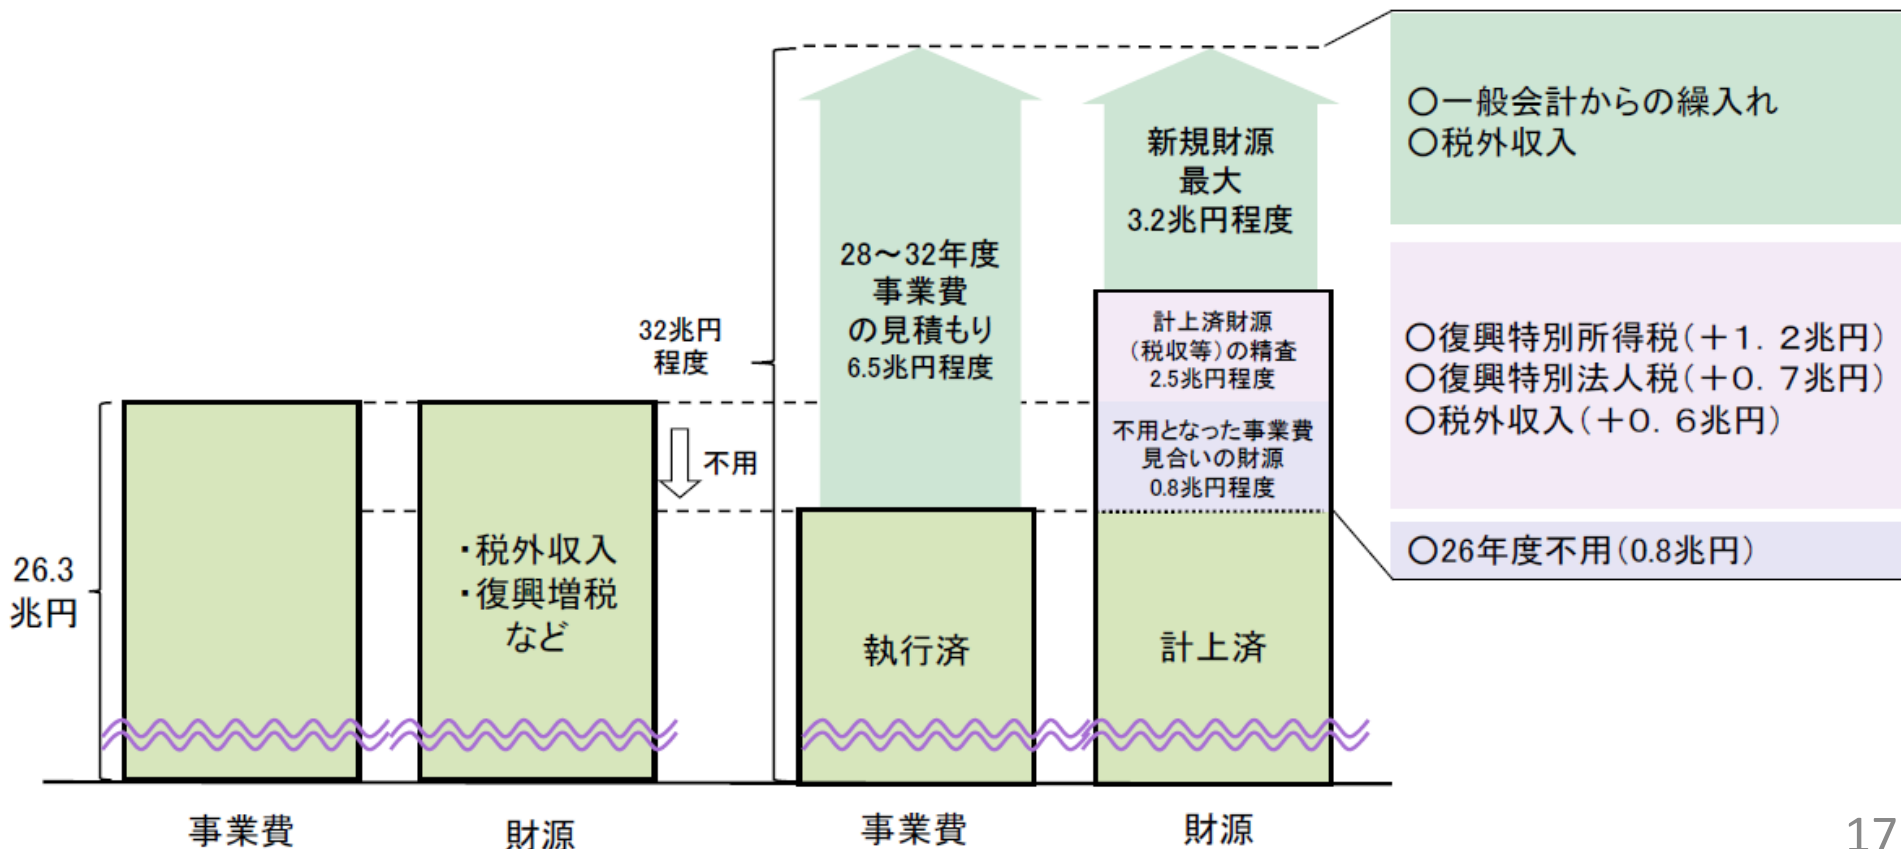 26.3
兆円
・税外収入
・復興増税
など
不用
事業費
財源
32兆円
程度
28～32年度
事業費
の見積もり
6.5兆円程度
執行済
事業費
新規財源
最大
3.2兆円程度
計上済財源
（税収等）の精査
2.5兆円程度
不用となった事業費
見合いの財源
0.8兆円程度
計上済
財源
〇一般会計からの繰入れ
〇税外収入
〇復興特別所得税（＋1．2兆円）
〇復興特別法人税（＋0．7兆円）
〇税外収入（＋0．6兆円）
〇26年度不用（0.8兆円）
17